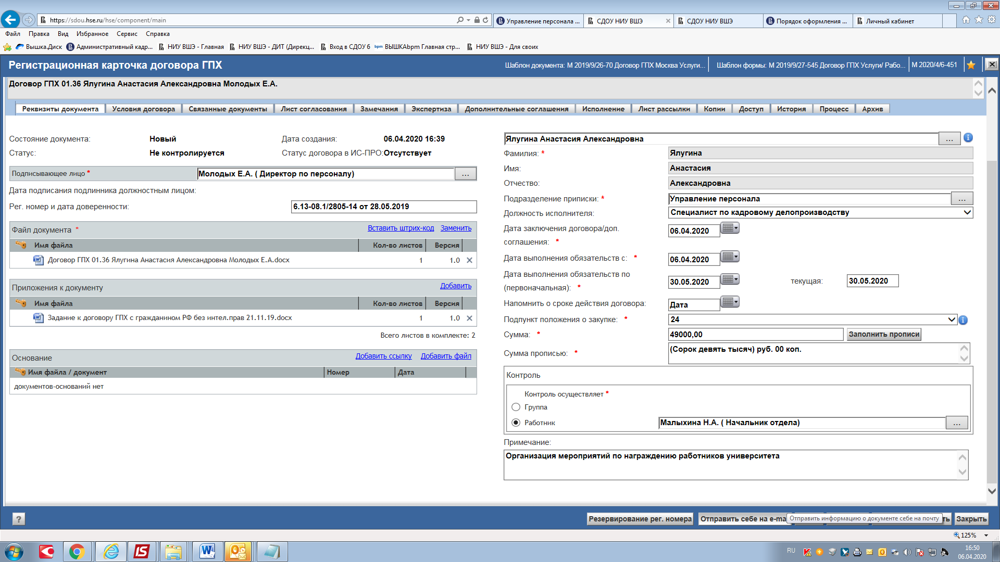 https://sdou.hse.ru/hse/component/main
Управление персонала ...
СДОУ НИУ ВШЭ
СДОУ НИУ ВШЭ
Порядок оформления ...
Личный кабинет
Файл Правка Вид Избранное Сервис Справка
Вышка.Диск Административный кадр... НИУ ВШЭ - Главная НИУ ВШЭ - ДИТ (Дирекц... Вход в СДОУ 6 bpm ВЫШКАbpm Главная стр... НИУ ВШЭ - Для своих
Регистрационная карточка договора ГПХ
Шаблон документа: М 2019/9/26-70 Договор ГПХ Москва Услуги... Шаблон формы: М 2019/9/27-545 Договор ГПХ Услуги/ Рабо... М 2020/4/6-451
Договор ГПХ 01.36 Ялугина Анастасия Александровна Молодых Е.А.
Реквизиты документа Условия договора Связанные документы Лист согласования Замечания Экспертиза Дополнительные соглашения Исполнение Лист рассылки Копии Доступ История Процесс Архив
Состояние документа: Новый Дата создания: 06.04.2020 16:39
Статус: Не контролируется Статус договора в ИС-ПРО: Отсутствует
Подписывающее лицо * Молодых Е.А. ( Директор по персоналу) ...
Дата подписания подлинника должностным лицом:
Рег. номер и дата доверенности: 6.13-08.1/2805-14 от 28.05.2019
Файл документа * Вставить штрих-код Заменить
Имя файла Кол-во листов Версия
Договор ГПХ 01.36 Ялугина Анастасия Александровна Молодых Е.А.docx 1 1.0
Приложения к документу Добавить
Имя файла Кол-во листов Версия
Задание к договору ГПХ с гражданином РФ без интел.прав 21.11.19.docx 1 1.0
Всего листов в комплекте: 2
Основание Добавить ссылку Добавить файл
Имя файла / документ Номер Дата
документов-оснований нет
Ялугина Анастасия Александровна ...
Фамилия: * Ялугина
Имя: Анастасия
Отчество: Александровна
Подразделение приписки: * Управление персонала ...
Должность исполнителя: Специалист по кадровому делопроизводству
Дата заключения договора/доп.
соглашения: * 06.04.2020
Дата выполнения обязательств с: * 06.04.2020
Дата выполнения обязательств по
(первоначальная): * 30.05.2020 текущая: 30.05.2020
Напомнить о сроке действия договора: Дата
Подпункт положения о закупке: * 24
Сумма: * 49000,00 Заполнить прописи
Сумма прописью: * (Сорок девять тысяч) руб. 00 коп.
Контроль
Контроль осуществляет *
Группа
Работник Малыхина Н.А. ( Начальник отдела) ...
Примечание:
Организация мероприятий по награждению работников университета
? Резервирование рег. номера Отправить себе на e-ma Отправить информацию о документе себе на почту ть Закрыть
125%
RU
16:50
06.04.2020